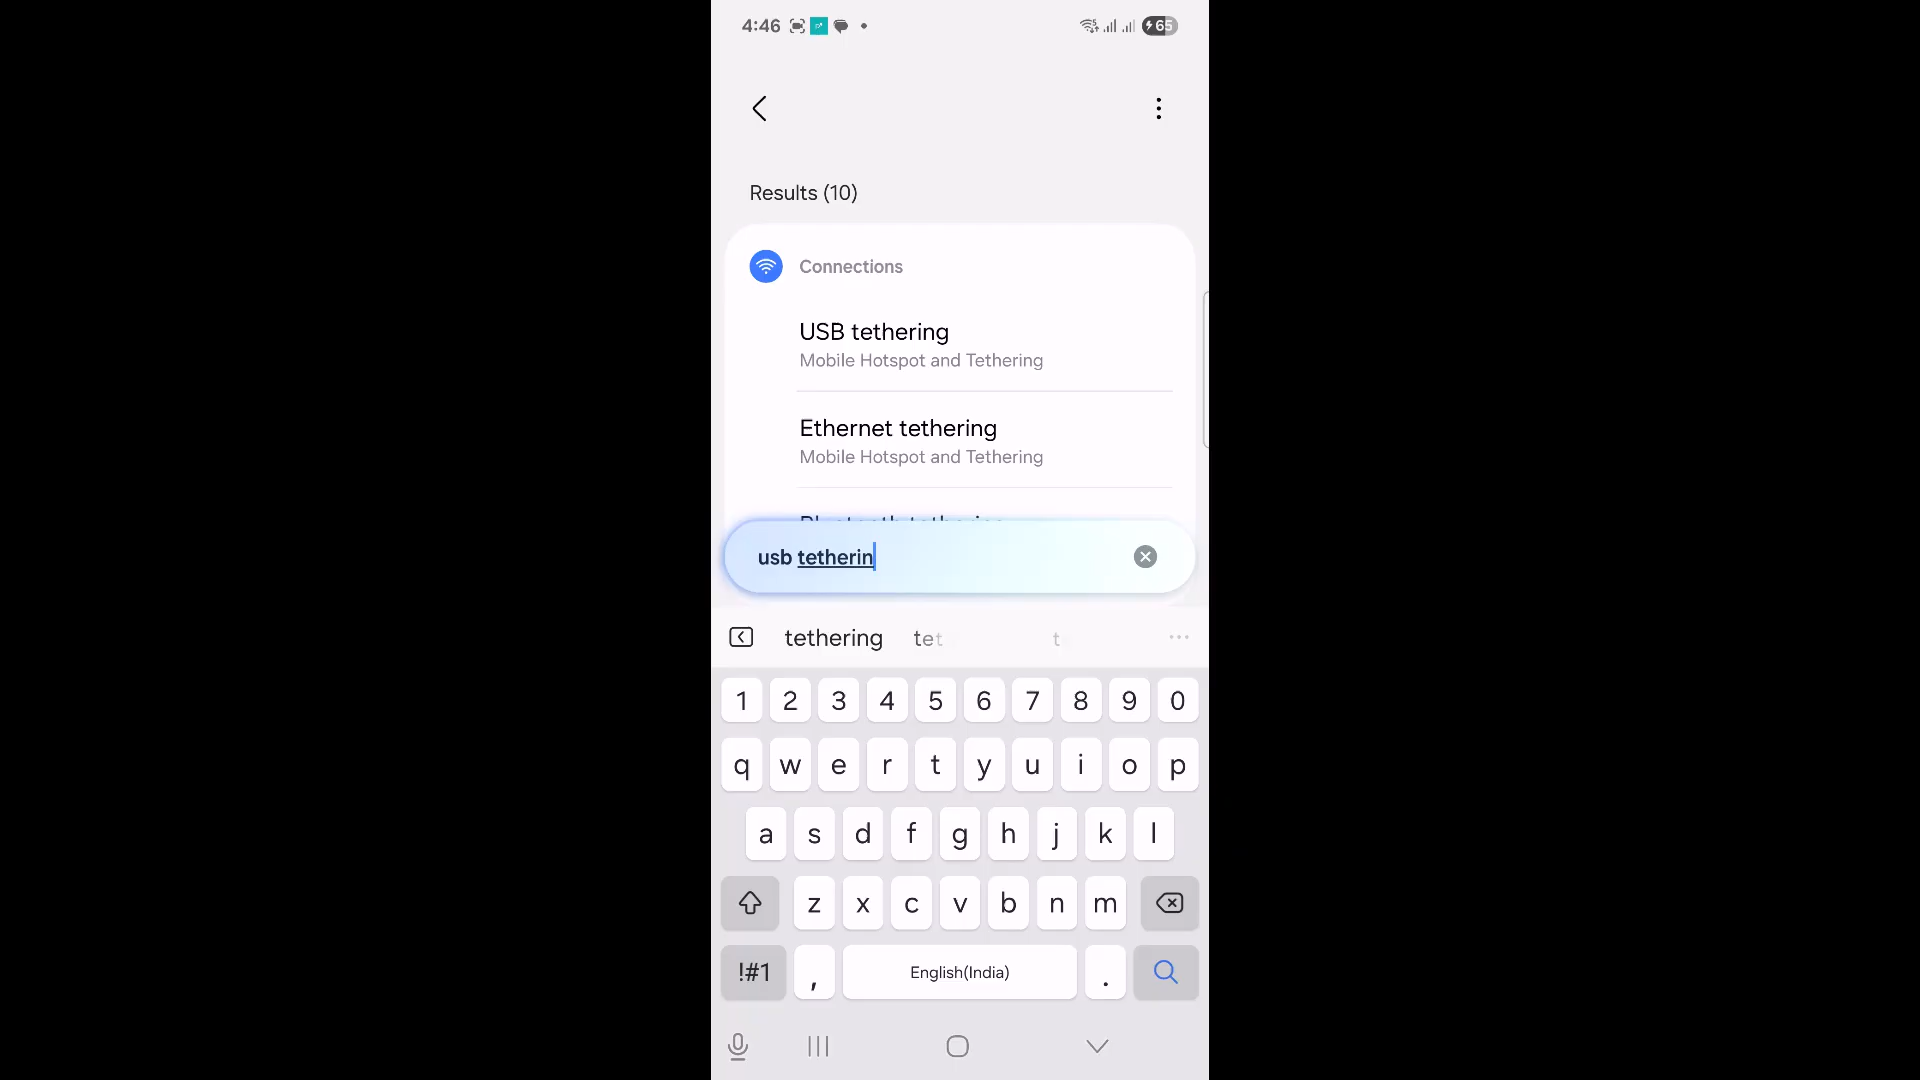 4:46
65
Results (10)
Connections
USB tethering
Mobile Hotspot and Tethering
Ethernet tethering
Mobile Hotspot and Tethering
usb tetherin
tethering tet t
1 2 3 4 5 6 7 8 9 0
q w e r t y u i o p
a s d f g h j k l
z x c v b n m
!#1 , English(India) .